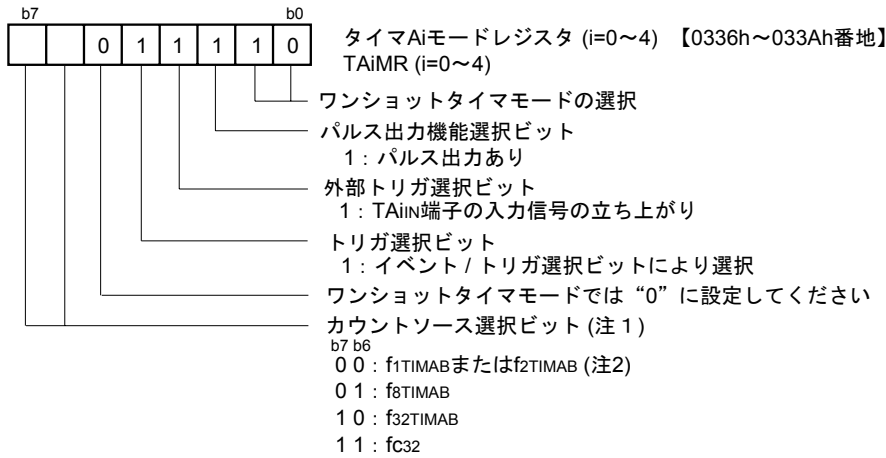 b7 b0
0 1 1 1 1 0
タイマAiモードレジスタ (i=0～4) 【0336h～033Ah番地】
TAiMR (i=0～4)
ワンショットタイマモードの選択
パルス出力機能選択ビット
1：パルス出力あり
外部トリガ選択ビット
1：TAiIN端子の入力信号の立ち上がり
トリガ選択ビット
1：イベント / トリガ選択ビットにより選択
ワンショットタイマモードでは“0”に設定してください
カウントソース選択ビット (注１)
b7 b6
0 0：f1TIMABまたはf2TIMAB (注2)
0 1：f8TIMAB
1 0：f32TIMAB
1 1：fC32